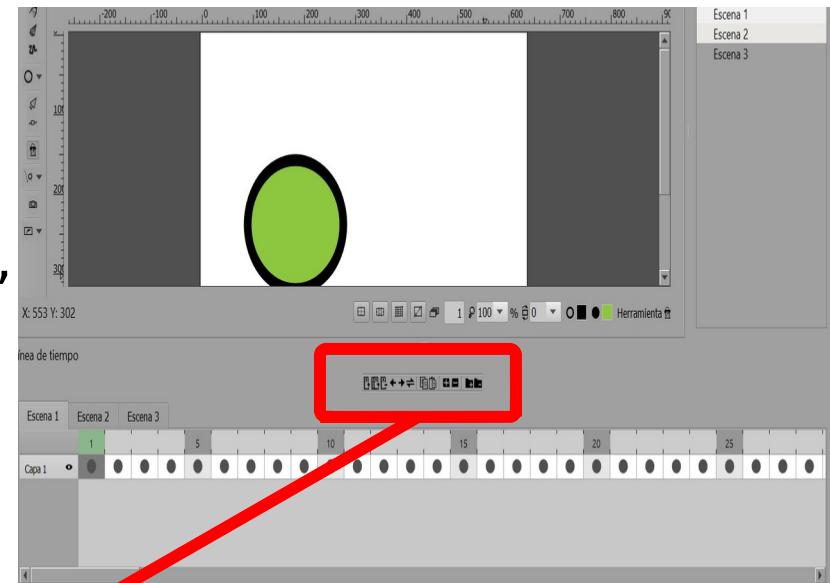 -200 -100 0 100 200 300 400 500 600 700 800
Escena 1
Escena 2
Escena 3
100
200
300
,
X: 553 Y: 302
1 100 % 0 Herramienta
ínea de tiempo
Escena 1 Escena 2 Escena 3
1 5 10 15 20 25
Capa 1